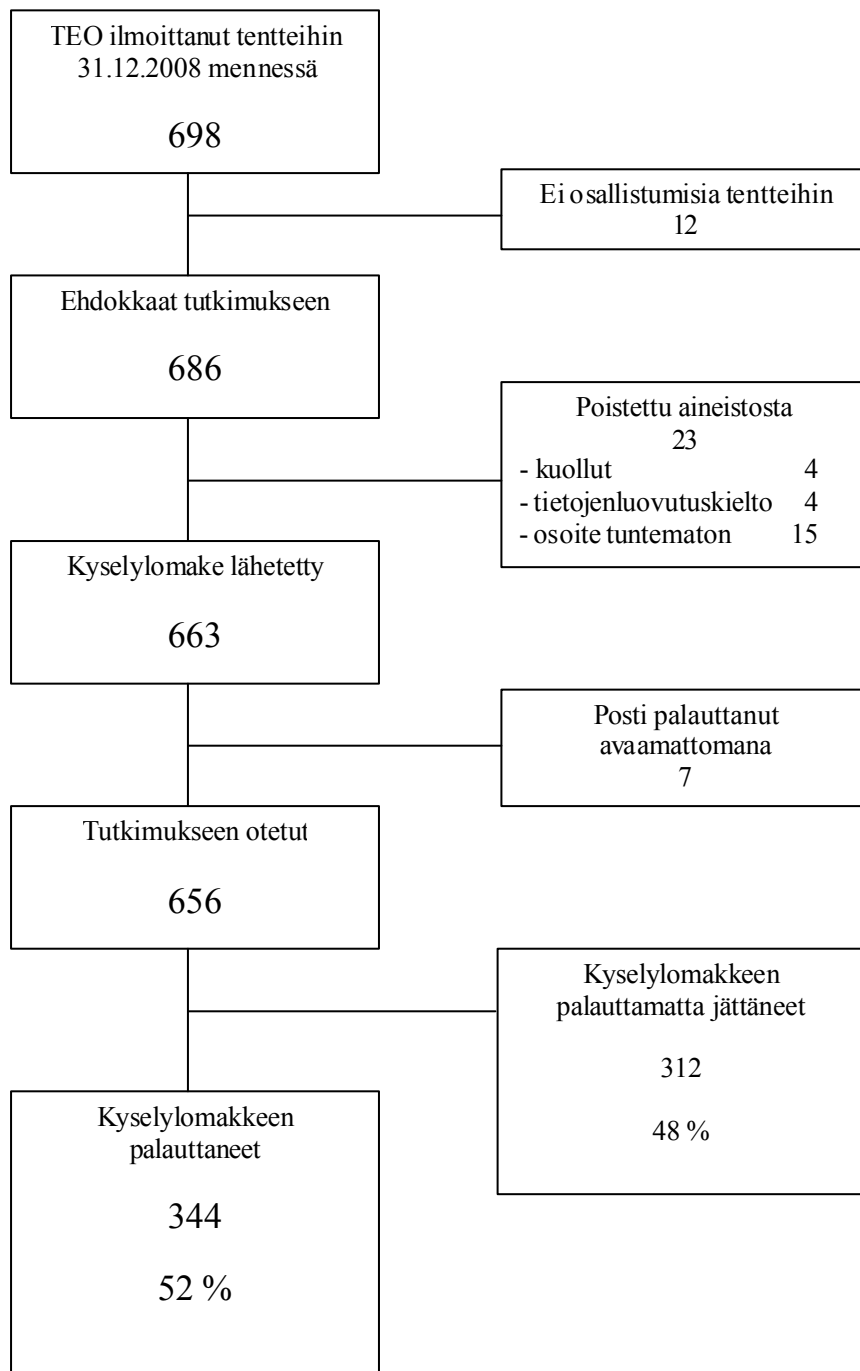 TEO ilmoittanut tentteihin
31.12.2008 mennessä
698
Ei osallistumisia tentteihin
12
Ehdokkaat tutkimukseen
686
Poistettu aineistosta
23
- kuollut 4
- tietojenluovutuskielto 4
- osoite tuntematon 15
Kyselylomake lähetetty
663
Posti palauttanut
avaamattomana
7
Tutkimukseen otetut
656
Kyselylomakkeen
palauttamatta jättäneet
312
48 %
Kyselylomakkeen
palauttaneet
344
52 %